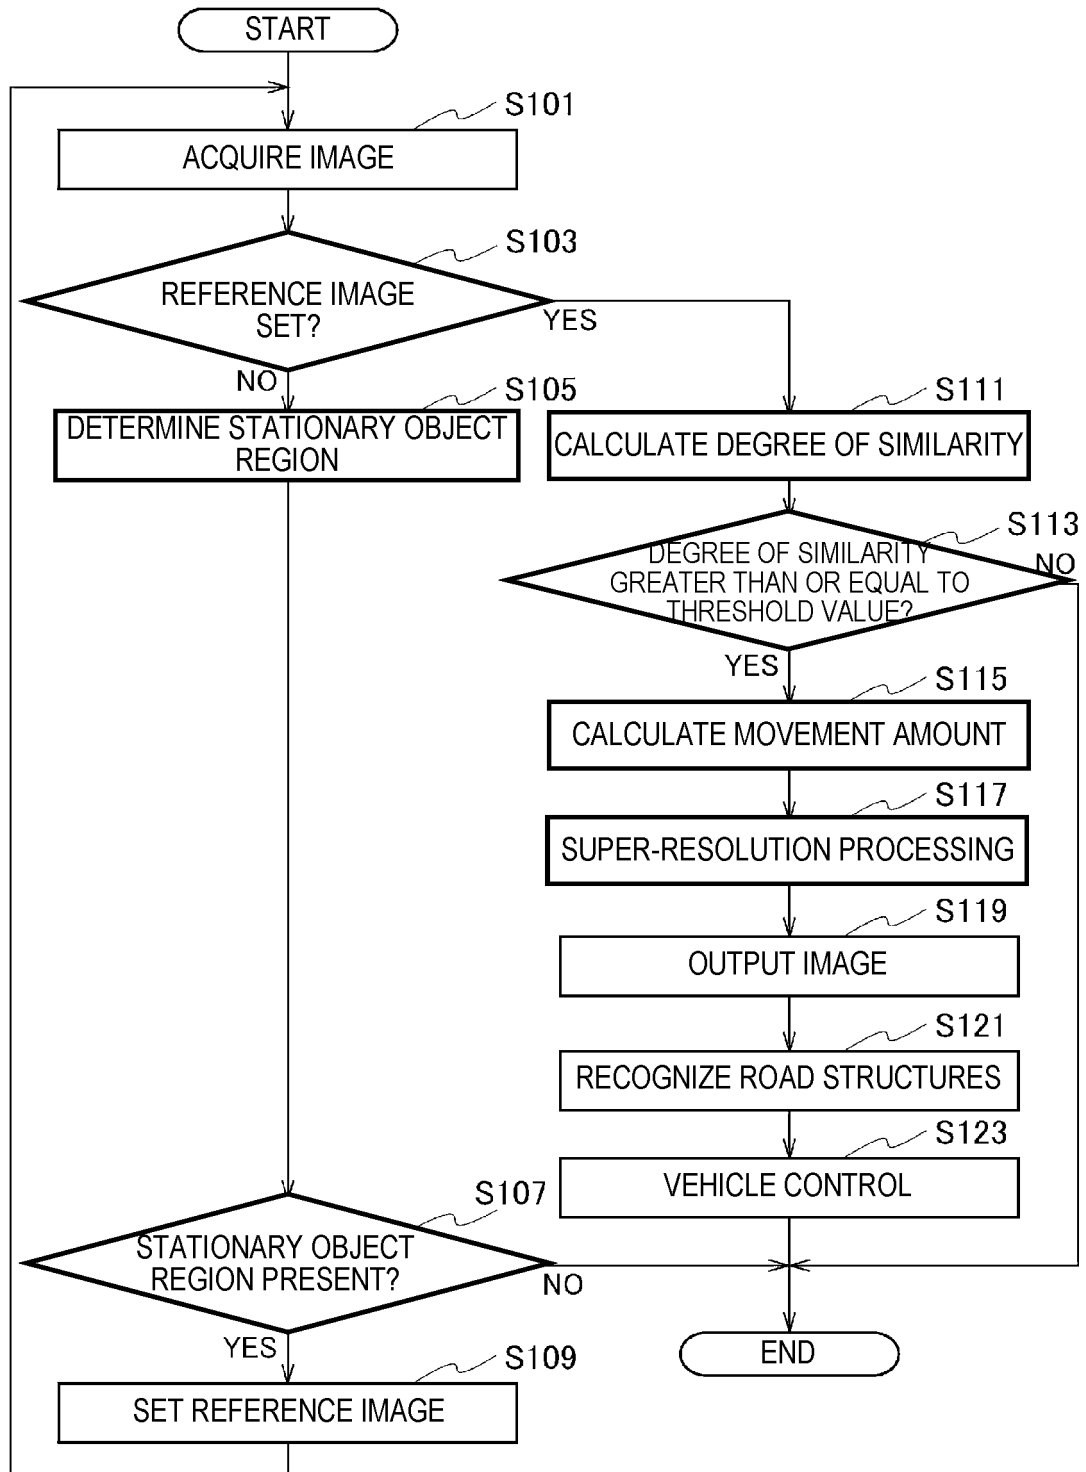 START
S101
ACQUIRE IMAGE
S103
REFERENCE IMAGE
SET?
YES
NO
S105
DETERMINE STATIONARY OBJECT
REGION
S111
CALCULATE DEGREE OF SIMILARITY
S113
DEGREE OF SIMILARITY
GREATER THAN OR EQUAL TO
THRESHOLD VALUE?
NO
YES
S115
CALCULATE MOVEMENT AMOUNT
S117
SUPER-RESOLUTION PROCESSING
S119
OUTPUT IMAGE
S121
RECOGNIZE ROAD STRUCTURES
S123
VEHICLE CONTROL
S107
STATIONARY OBJECT
REGION PRESENT?
NO
YES
END
S109
SET REFERENCE IMAGE